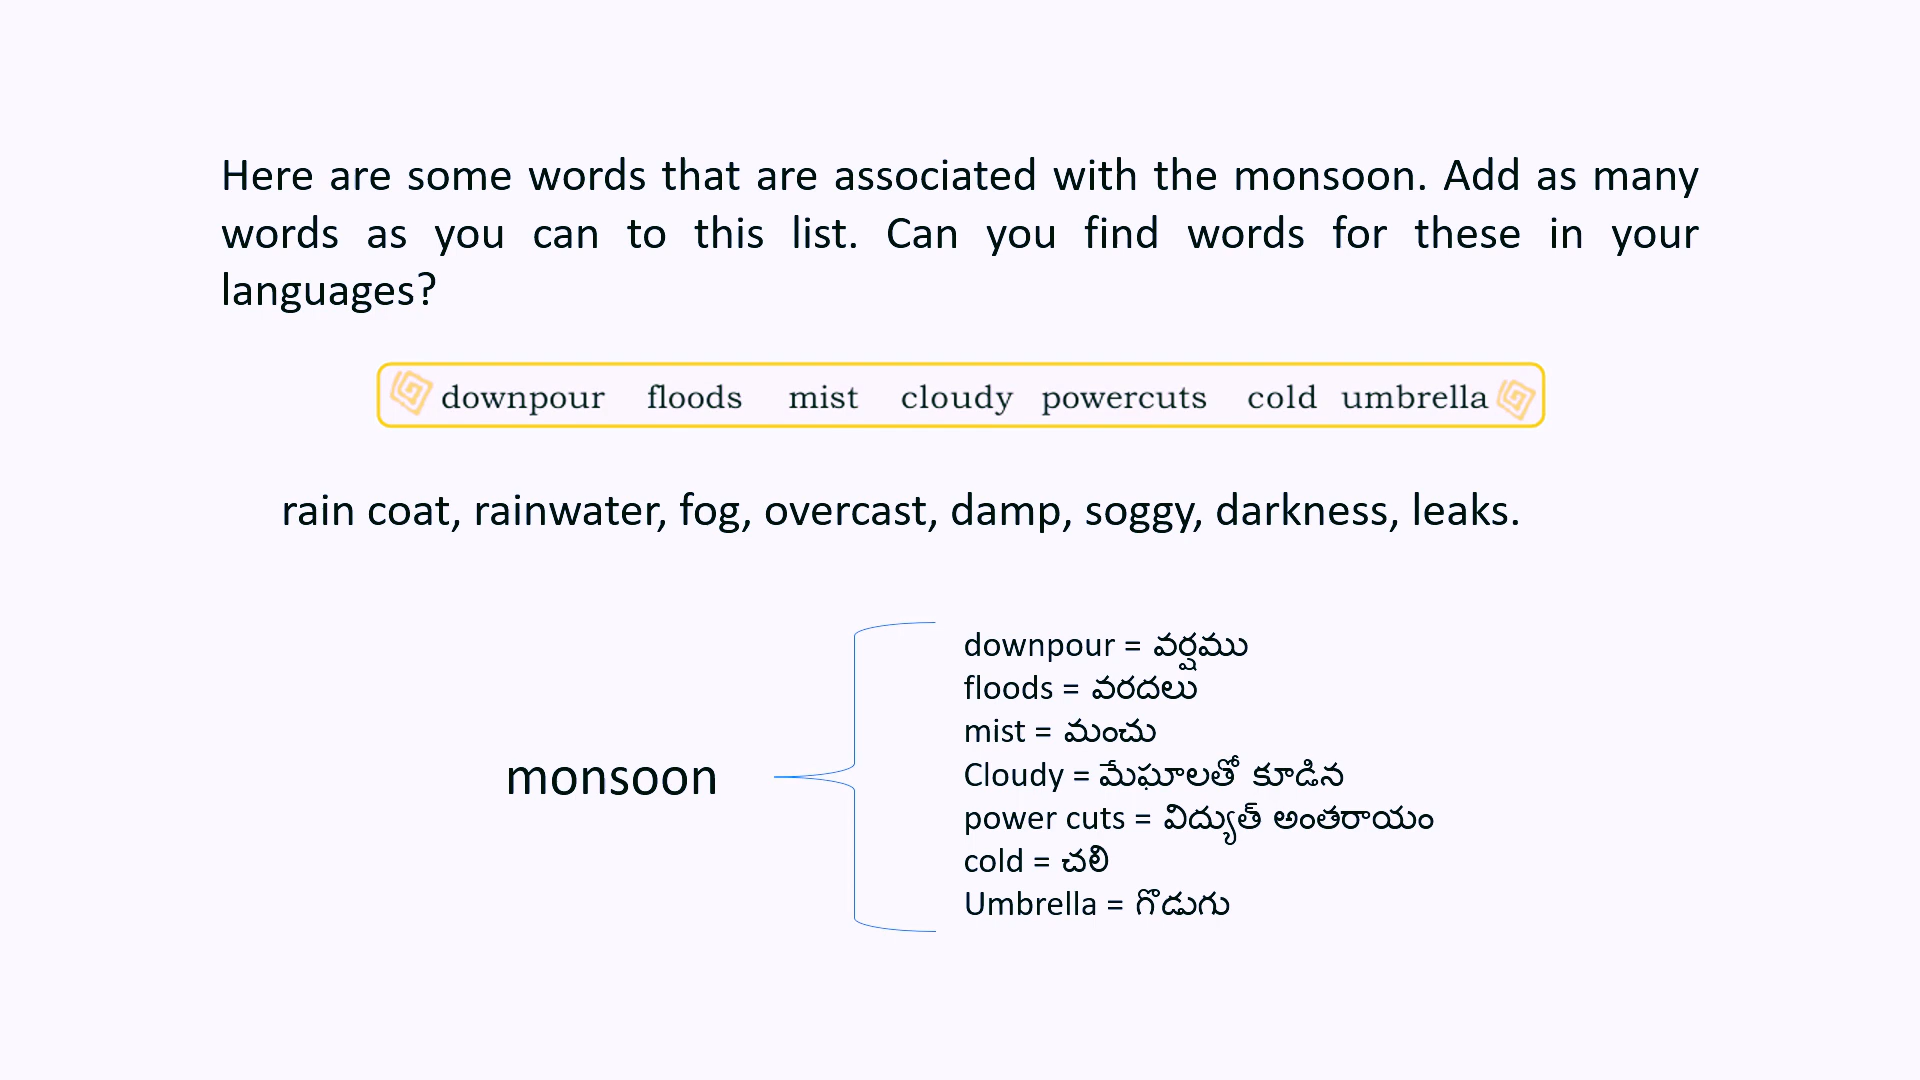 Here are some words that are associated with the monsoon. Add as many
words as you can to this list. Can you find words for these in your
languages?
downpour floods mist cloudy powercuts cold umbrella
rain coat, rainwater, fog, overcast, damp, soggy, darkness, leaks.
monsoon
downpour = వర్షము
floods = వరదలు
mist = మంచు
Cloudy = మేఘాలతో కూడిన
power cuts = విద్యుత్ అంతరాయం
cold = చలి
Umbrella = గొడుగు